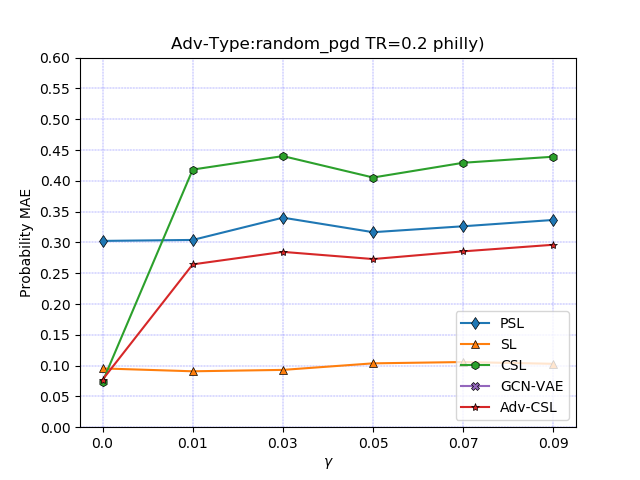 Adv-Type:random_pgd TR=0.2 philly)
Probability MAE
0.60
0.55
0.50
0.45
0.40
0.35
0.30
0.25
0.20
0.15
0.10
0.05
0.00
0.0 0.01 0.03 0.05 0.07 0.09
γ
PSL
SL
CSL
GCN-VAE
Adv-CSL